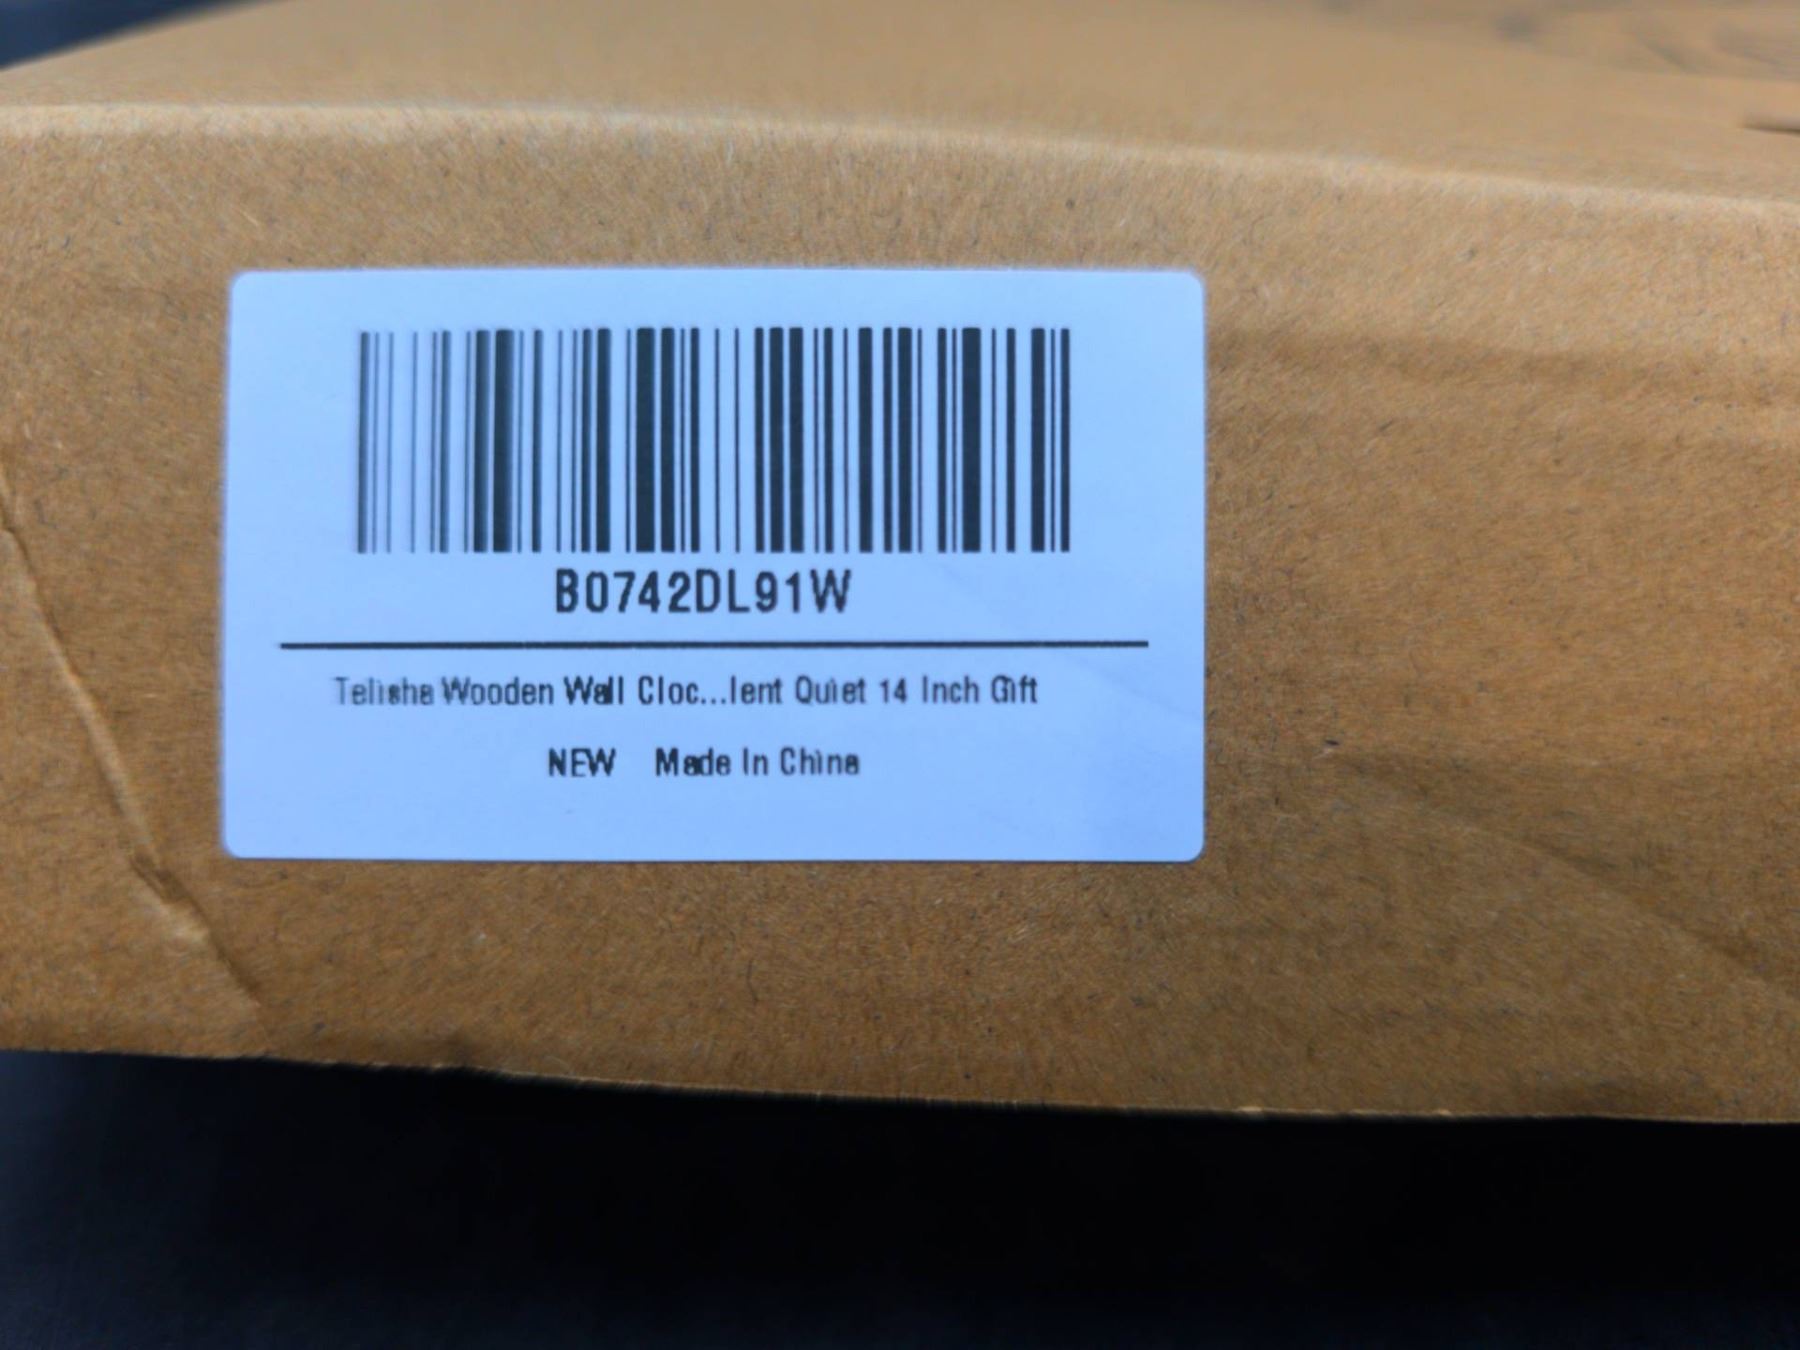 B0742DL91W
Telisha Wooden Wall Cloc...lent Quiet 14 Inch Gift
NEW Made In China